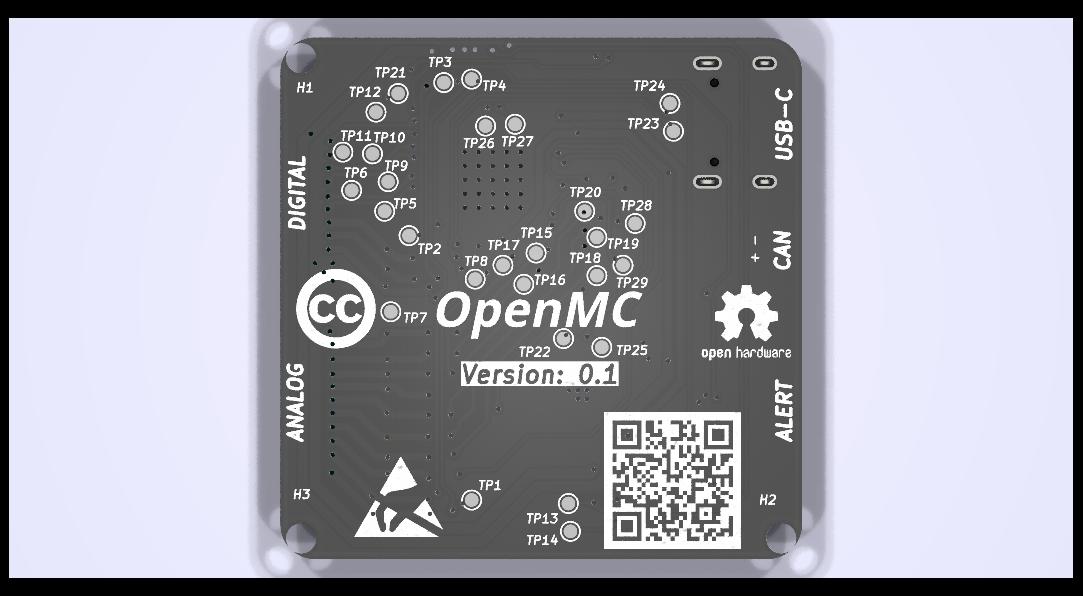 TP3
TP21
TP4
H1
TP12
TP24
TP23
USB-C
TP11
TP10
TP26
TP27
TP9
TP6
DIGITAL
TP5
TP20
TP28
TP2
TP15
TP19
TP17
- +
CAN
TP8
TP18
TP16
TP29
CC
OpenMC
TP7
TP22
TP25
open hardware
Version: 0.1
ANALOG
ALERT
TP1
H3
H2
TP13
TP14